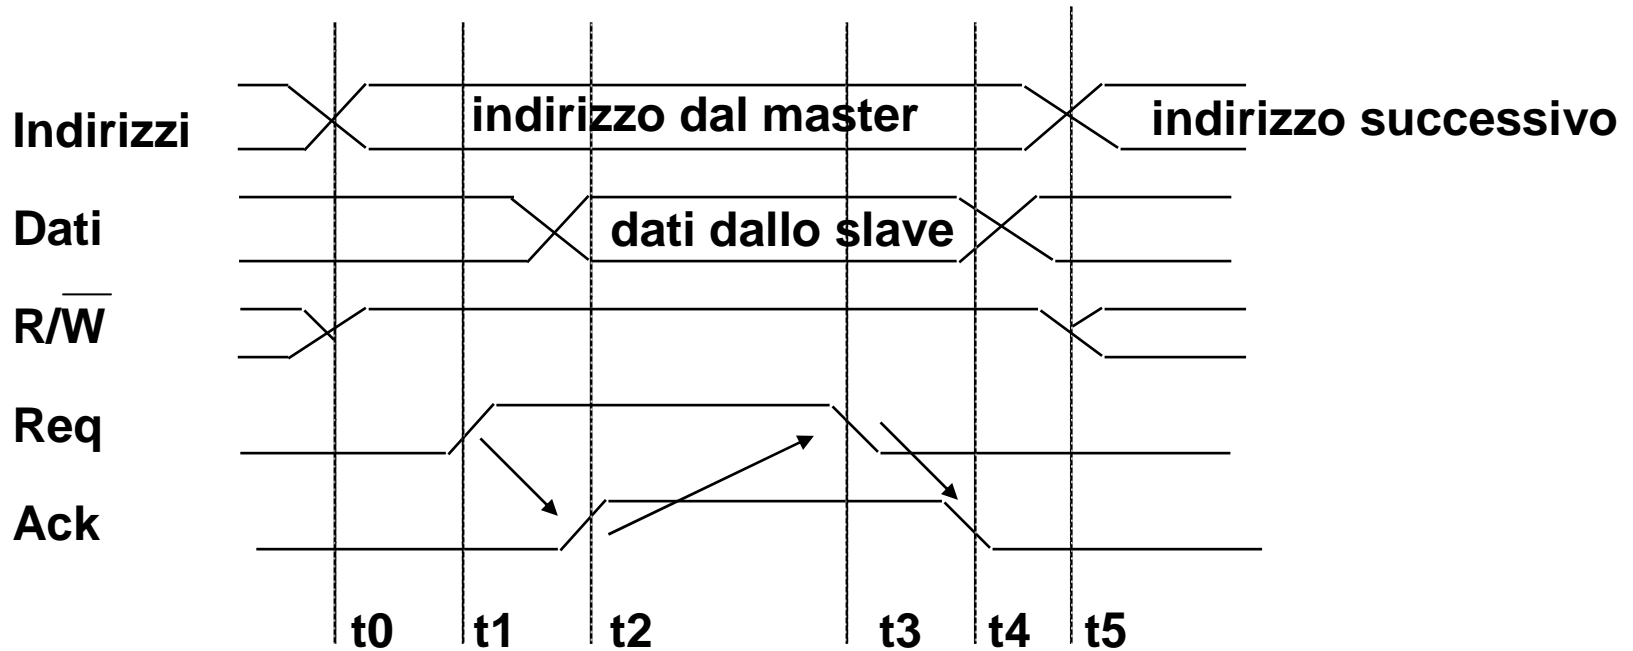 Indirizzi
indirizzo dal master
indirizzo successivo
Dati
dati dallo slave
R/W̅
Req
Ack
t0 t1 t2 t3 t4 t5